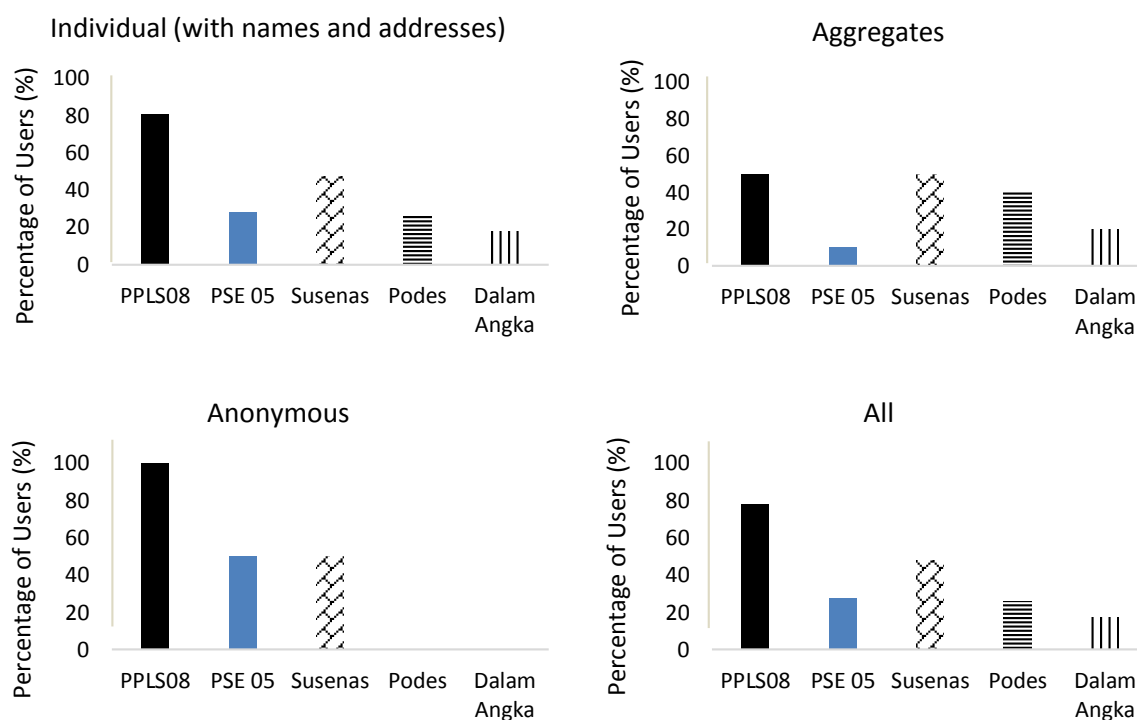 Individual (with names and addresses)
Percentage of Users (%)
100
80
60
40
20
0
PPLS08 PSE 05 Susenas Podes Dalam
Angka
Aggregates
Percentage of Users (%)
100
80
60
40
20
0
PPLS08 PSE 05 Susenas Podes Dalam
Angka
Anonymous
Percentage of Users (%)
100
80
60
40
20
0
PPLS08 PSE 05 Susenas Podes Dalam
Angka
All
Percentage of Users (%)
100
80
60
40
20
0
PPLS08 PSE 05 Susenas Podes Dalam
Angka